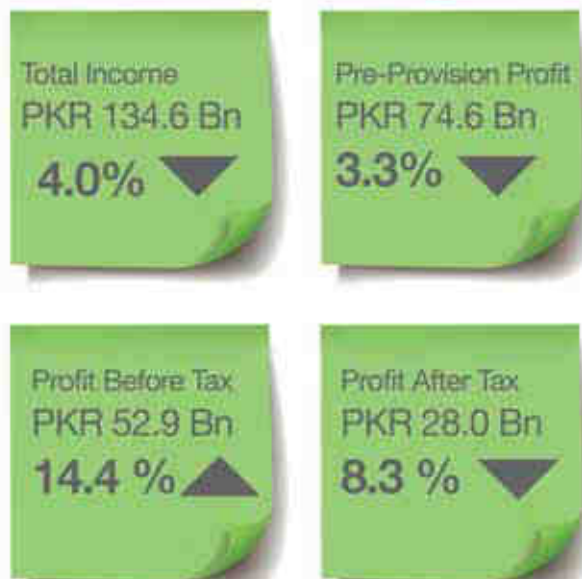 Total Income
PKR 134.6 Bn
4.0%
Pre-Provision Profit
PKR 74.6 Bn
3.3%
Profit Before Tax
PKR 52.9 Bn
14.4 %
Profit After Tax
PKR 28.0 Bn
8.3 %